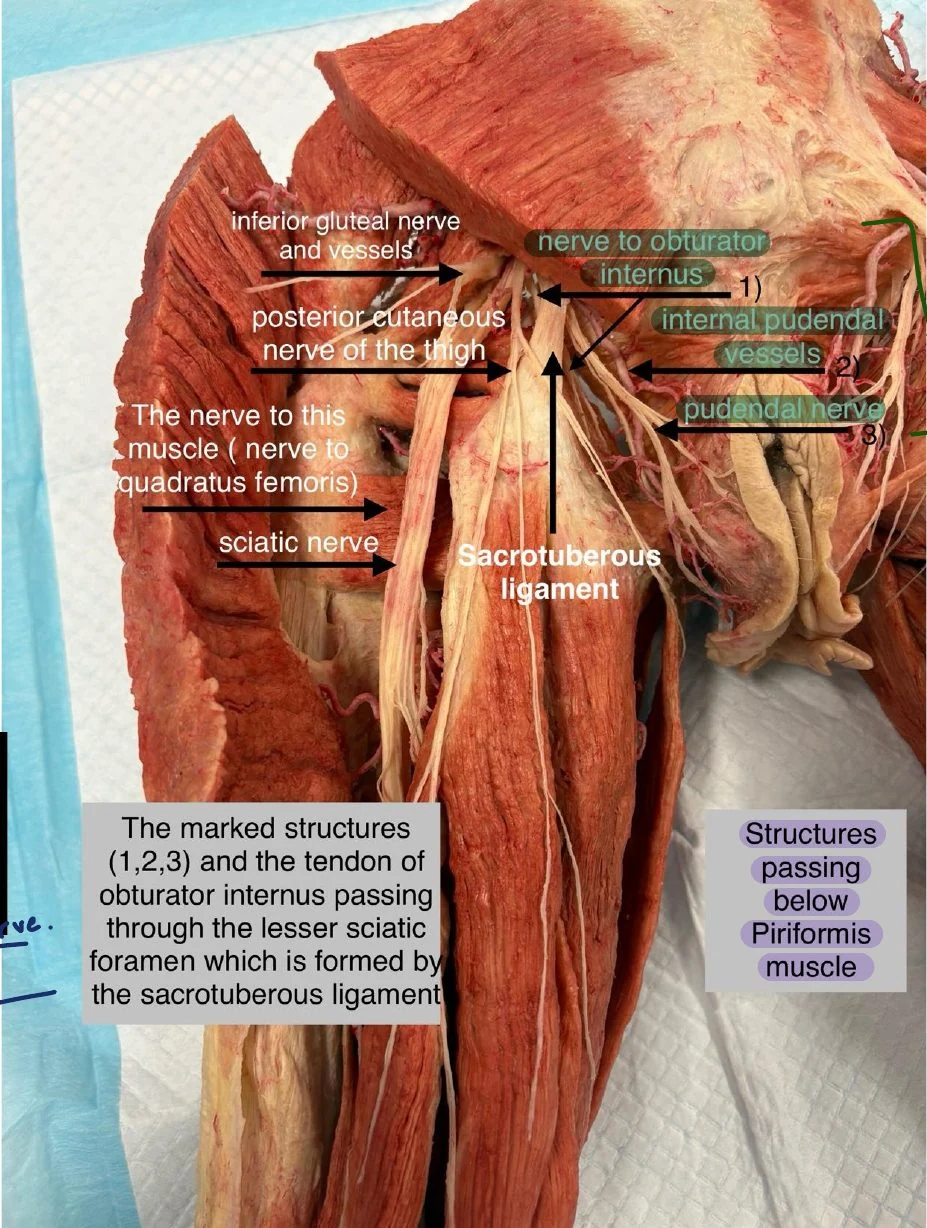 inferior gluteal nerve
and vessels
nerve to obturator
internus
1)
posterior cutaneous
nerve of the thigh
internal pudendal
vessels
2)
The nerve to this
muscle ( nerve to
quadratus femoris)
pudendal nerve
3)
sciatic nerve
Sacrotuberous
ligament
The marked structures
(1,2,3) and the tendon of
obturator internus passing
through the lesser sciatic
foramen which is formed by
the sacrotuberous ligament
Structures
passing
below
Piriformis
muscle